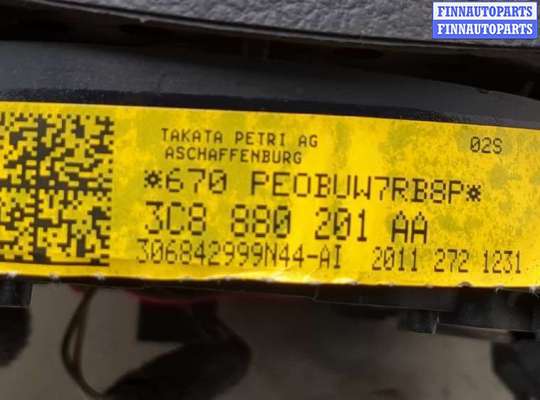 FINNAUTOPARTS
FINNAUTOPARTS
TAKATA PETRI AG
ASCHAFFENBURG
02S
*670 PE0BUW7RB8P*
3C8 880 201 AA
306842999N44-AI 2011 272 1231